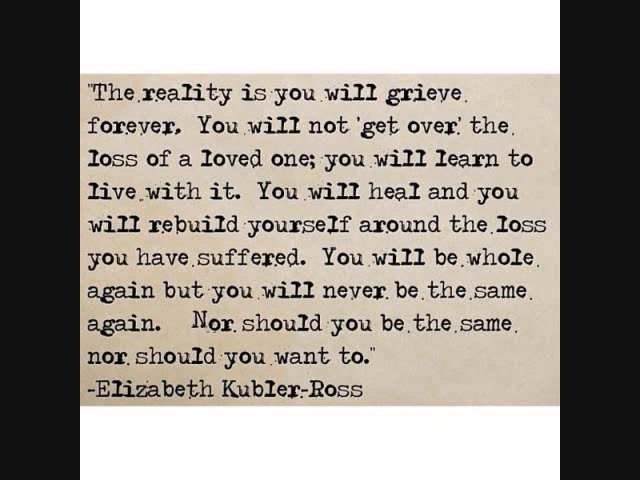 "The reality is you will grieve
forever. You will not 'get over' the
loss of a loved one; you will learn to
live with it. You will heal and you
will rebuild yourself around the loss
you have suffered. You will be whole
again but you will never be the same
again. Nor should you be the same
nor should you want to."
-Elizabeth Kubler-Ross